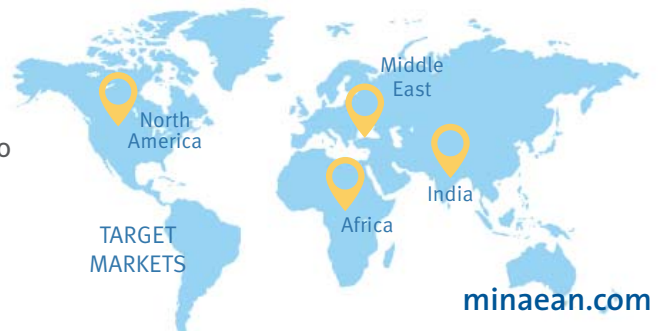 Middle
East
North
America
o
India
Africa
TARGET
MARKETS
minaean.com